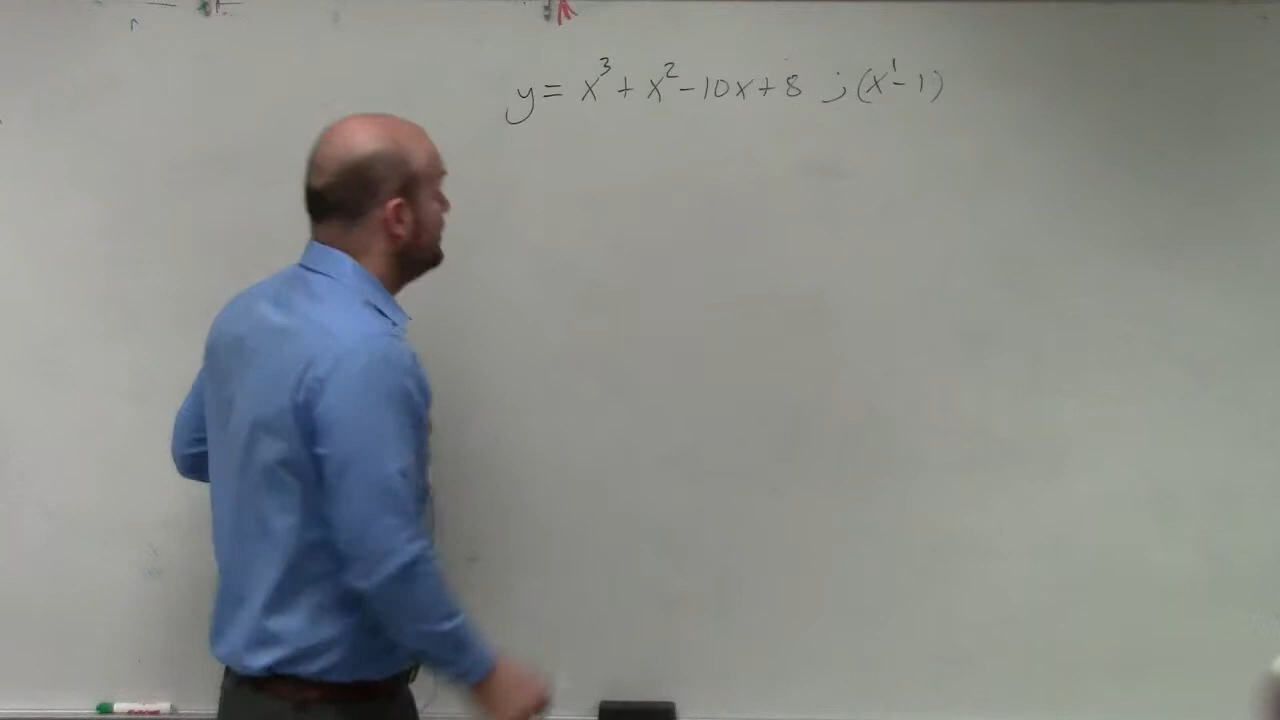 y = x³ + x² - 10x + 8 ; (x¹ - 1)